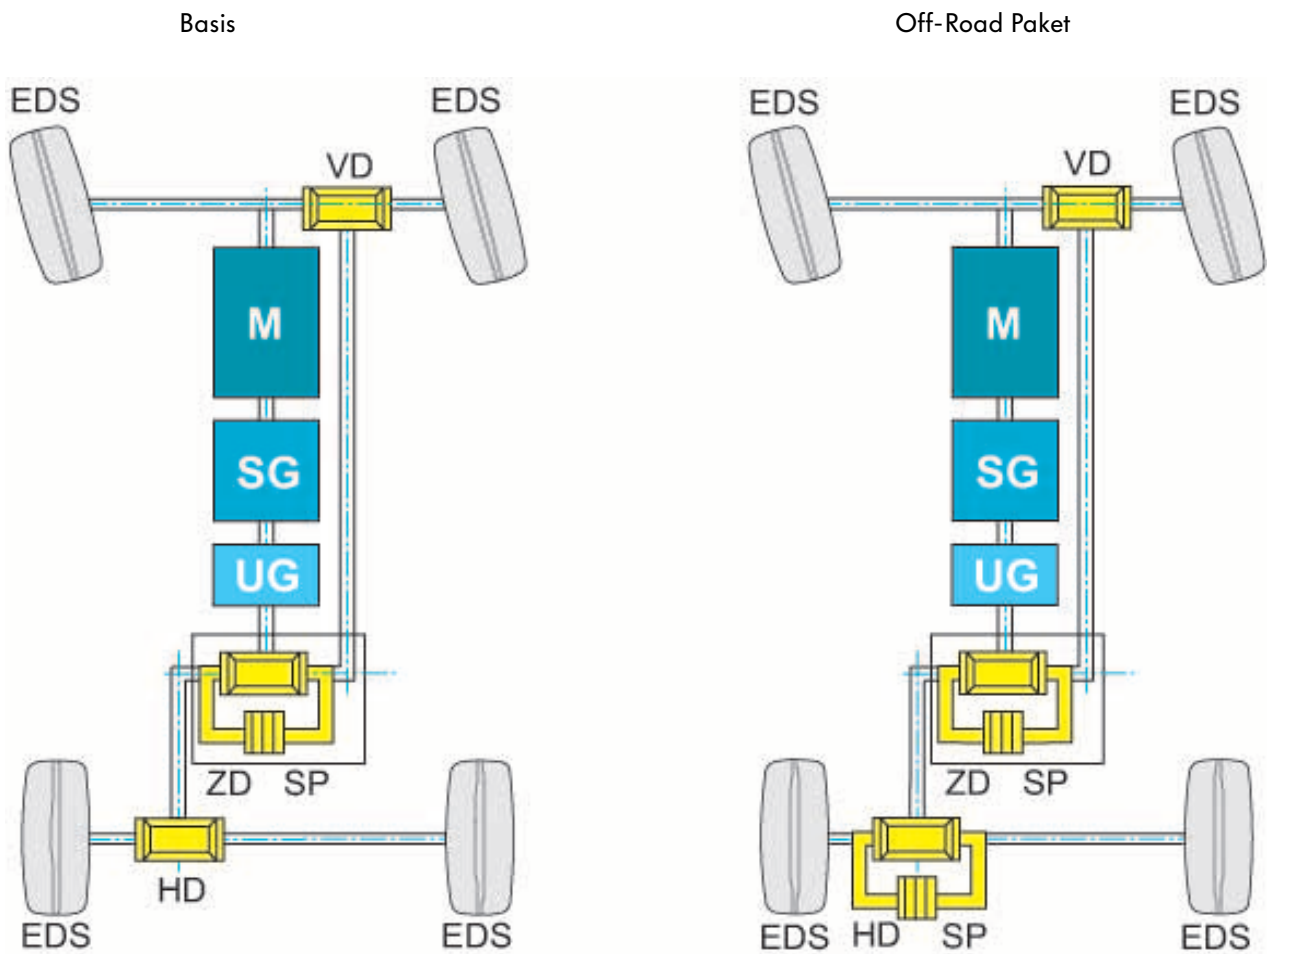 Basis
Off-Road Paket
EDS
EDS
VD
M
SG
UG
ZD SP
HD
EDS
EDS
EDS
EDS
VD
M
SG
UG
ZD SP
EDS HD SP EDS